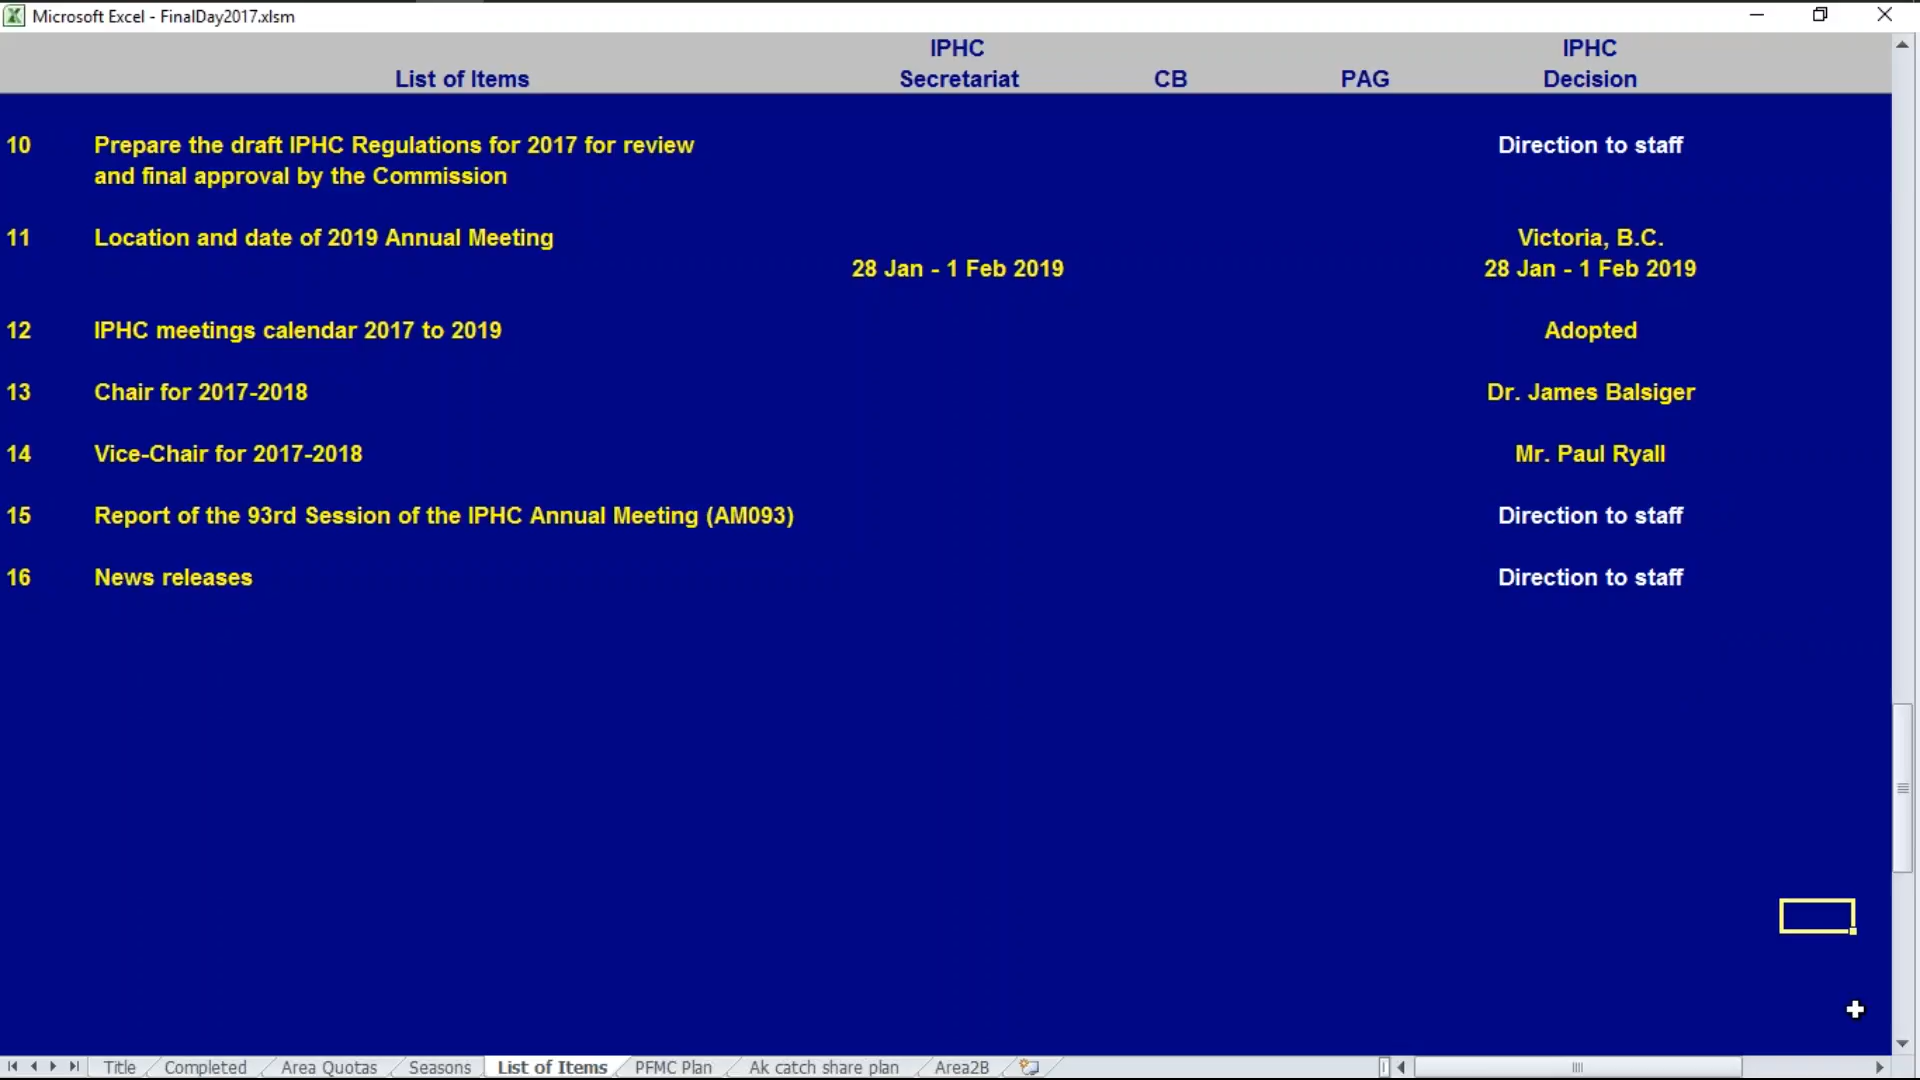 Microsoft Excel - FinalDay2017.xlsm
IPHC IPHC
List of Items Secretariat CB PAG Decision
10 Prepare the draft IPHC Regulations for 2017 for review Direction to staff
and final approval by the Commission
11 Location and date of 2019 Annual Meeting Victoria, B.C.
28 Jan - 1 Feb 2019 28 Jan - 1 Feb 2019
12 IPHC meetings calendar 2017 to 2019 Adopted
13 Chair for 2017-2018 Dr. James Balsiger
14 Vice-Chair for 2017-2018 Mr. Paul Ryall
15 Report of the 93rd Session of the IPHC Annual Meeting (AM093) Direction to staff
16 News releases Direction to staff
Title Completed Area Quotas Seasons List of Items PFMC Plan Ak catch share plan Area2B